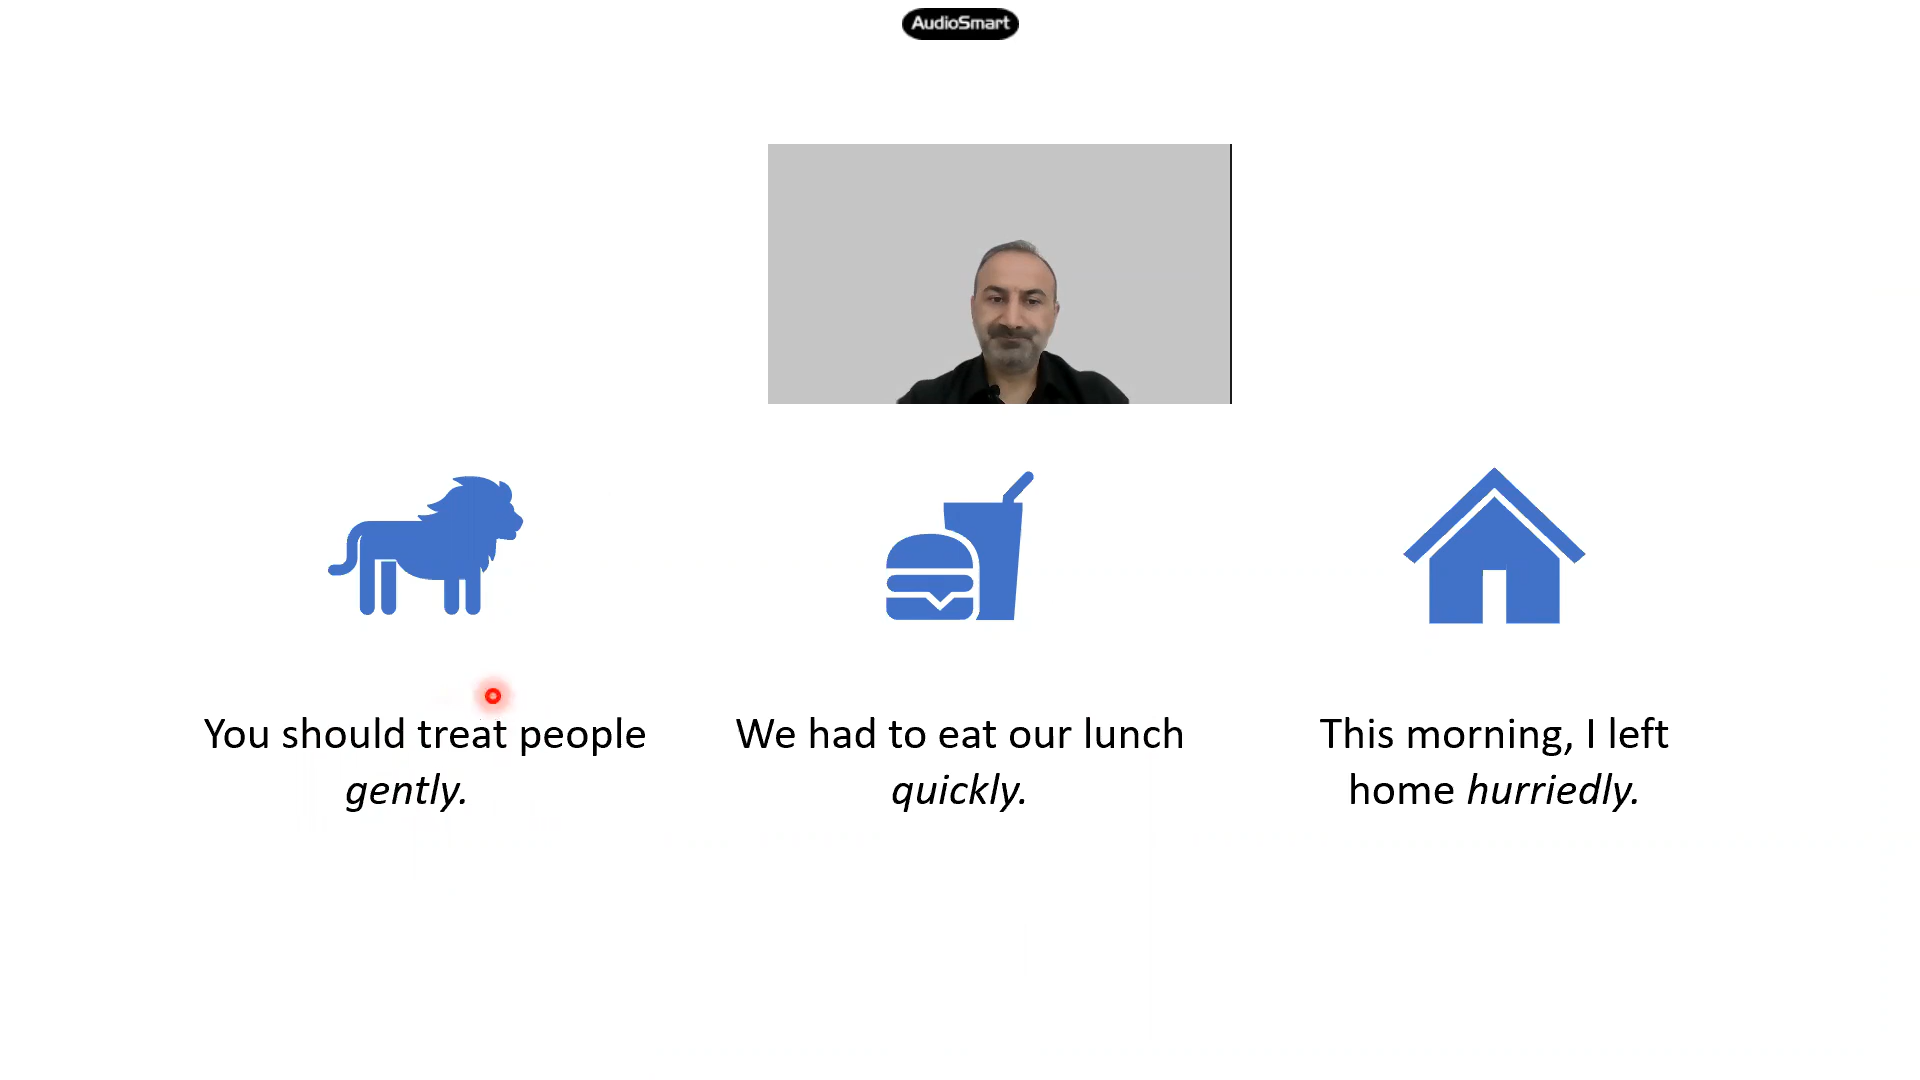 AudioSmart
You should treat people
gently.
We had to eat our lunch
quickly.
This morning, I left
home hurriedly.